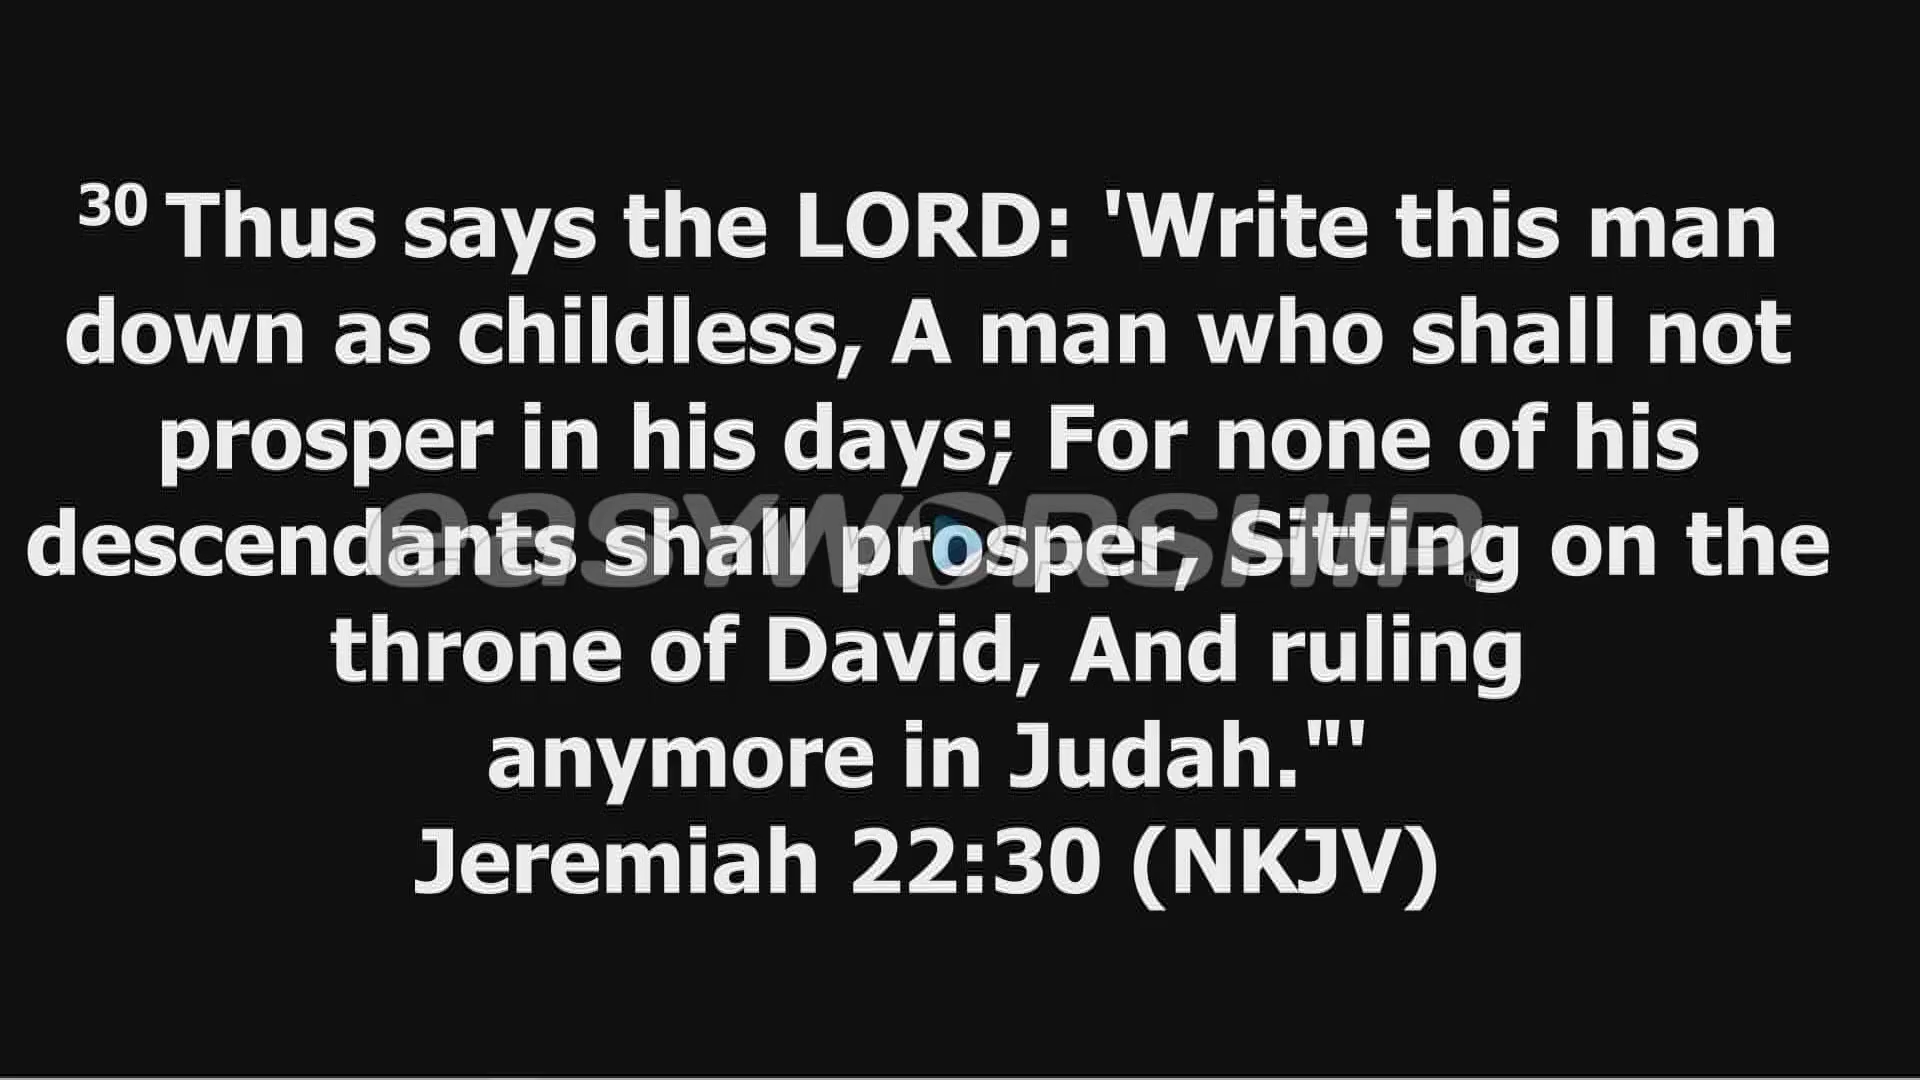 30 Thus says the LORD: 'Write this man
down as childless, A man who shall not
prosper in his days; For none of his
descendants shall prosper, Sitting on the
throne of David, And ruling
anymore in Judah."'
Jeremiah 22:30 (NKJV)
easyworship®